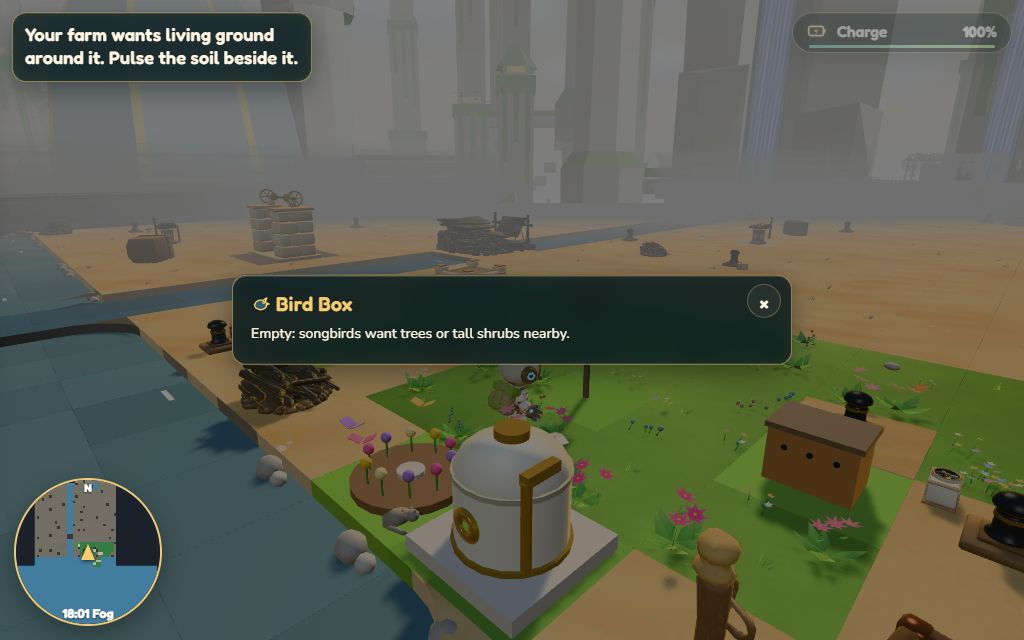 Your farm wants living ground
around it. Pulse the soil beside it.
Charge 100%
Bird Box
Empty: songbirds want trees or tall shrubs nearby.
N
18:01 Fog